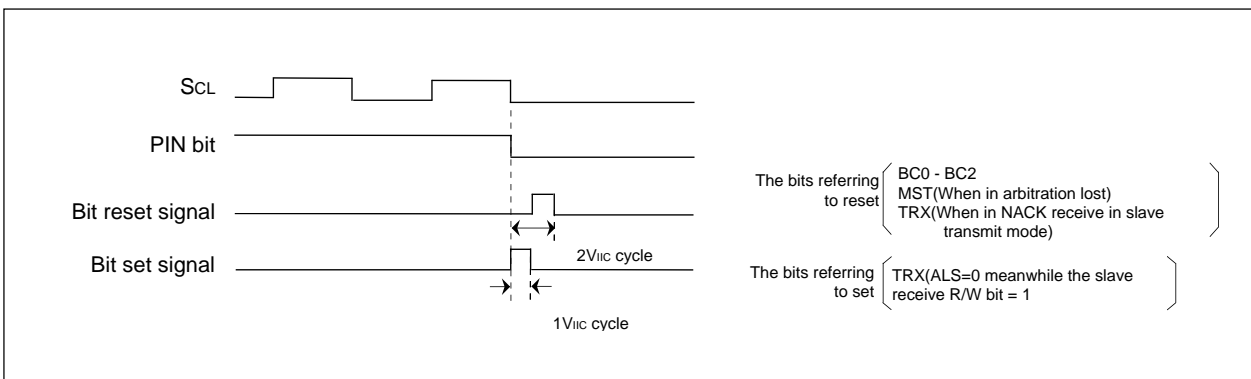 SCL
PIN bit
Bit reset signal
Bit set signal
2VIIC cycle
1VIIC cycle
The bits referring
to reset
BC0 - BC2
MST(When in arbitration lost)
TRX(When in NACK receive in slave
transmit mode)
The bits referring
to set
TRX(ALS=0 meanwhile the slave
receive R/W bit = 1